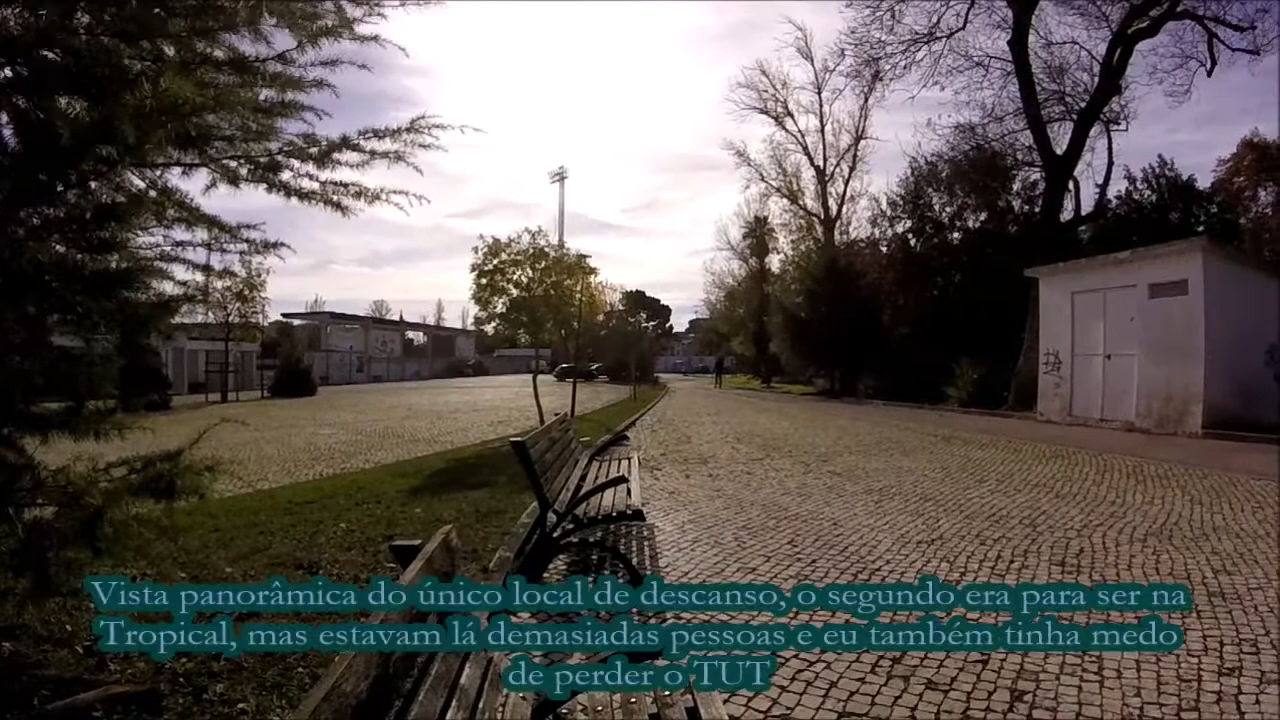 Vista panorâmica do único local de descanso, o segundo era para ser na
Tropical, mas estavam lá demasiadas pessoas e eu também tinha medo
de perder o TUT